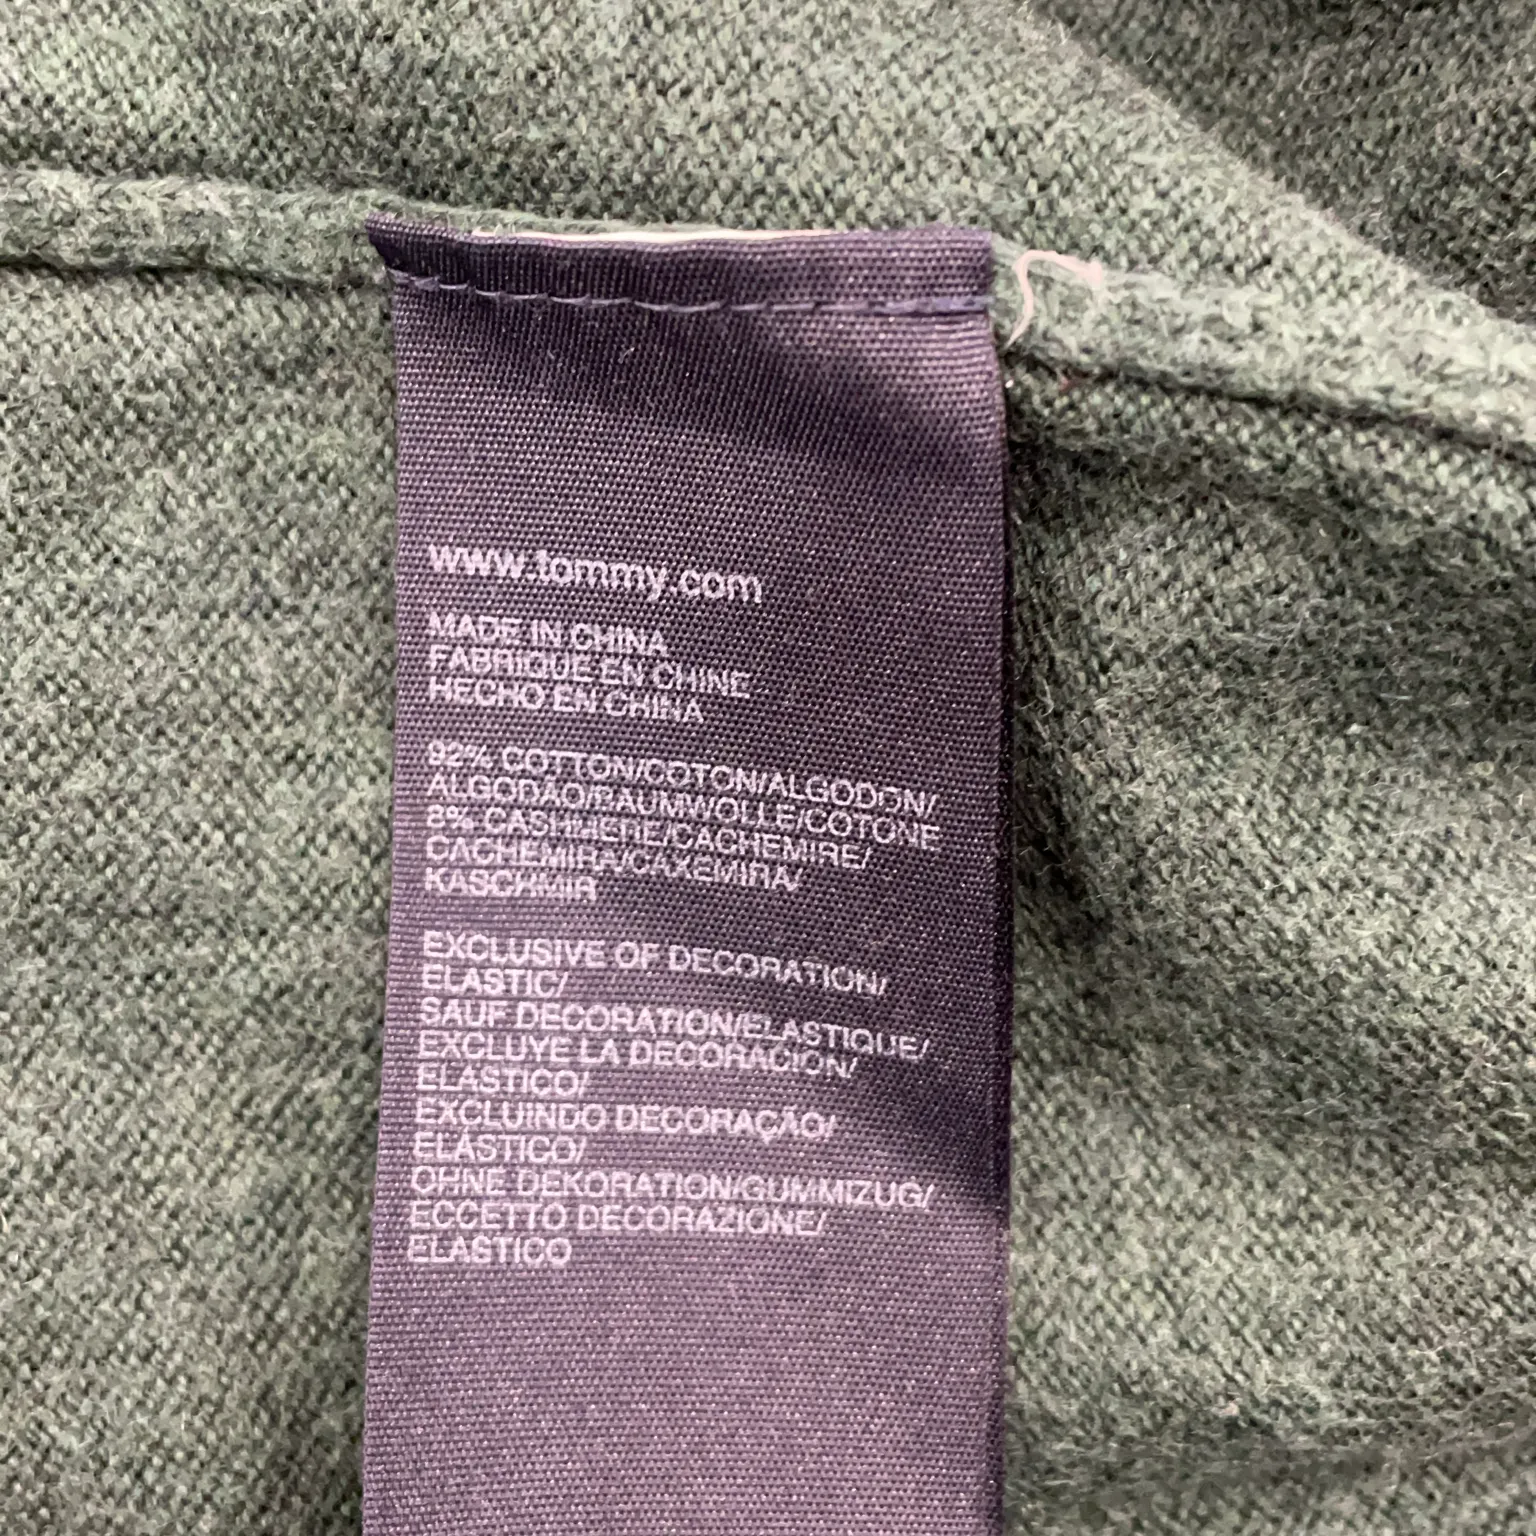 www.tommy.com
MADE IN CHINA
FABRIQUE EN CHINE
HECHO EN CHINA
92% COTTON/COTON/ALGODON/
ALGODÃO/BAUMWOLLE/COTONE
8% CASHMERE/CACHEMIRE/
CACHEMIRA/CAXEMIRA/
KASCHMIR
EXCLUSIVE OF DECORATION/
ELASTIC/
SAUF DECORATION/ELASTIQUE/
EXCLUYE LA DECORACION/
ELASTICO/
EXCLUINDO DECORAÇÃO/
ELÁSTICO/
OHNE DEKORATION/GUMMIZUG/
ECCETTO DECORAZIONE/
ELASTICO